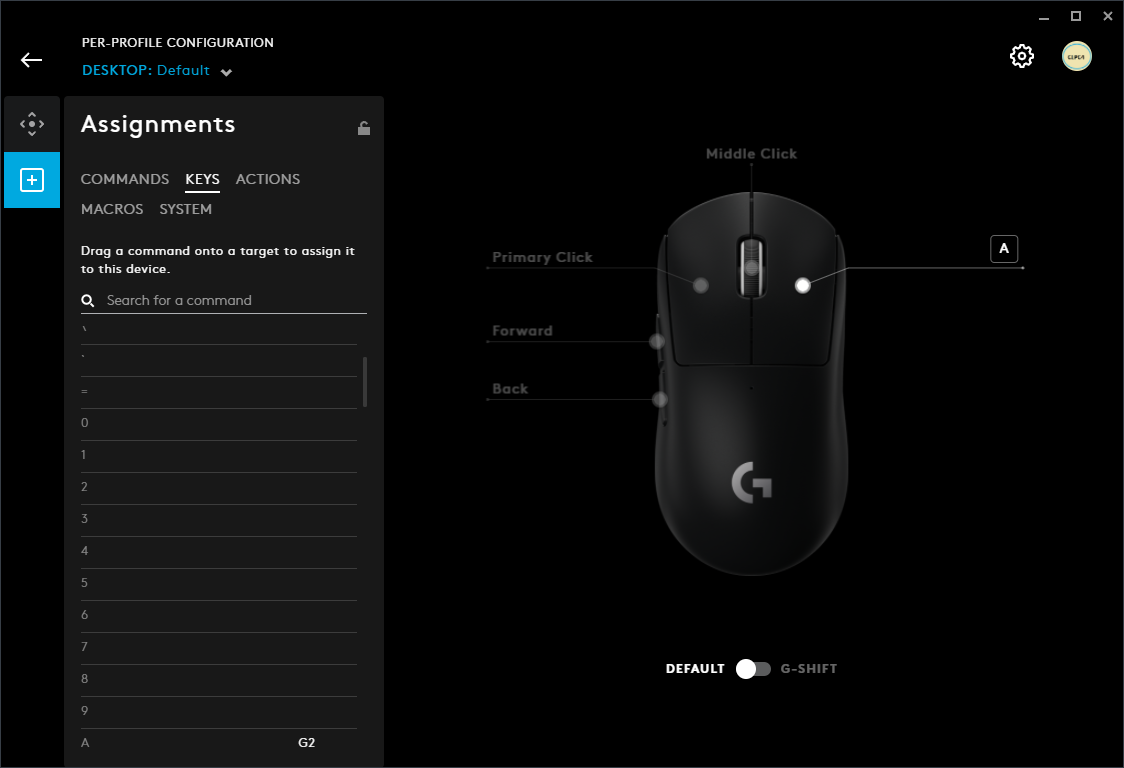 PER-PROFILE CONFIGURATION
DESKTOP: Default
Assignments
COMMANDS KEYS ACTIONS
MACROS SYSTEM
Drag a command onto a target to assign it
to this device.
Search for a command
=
0
1
2
3
4
5
6
7
8
9
A G2
Middle Click
Primary Click
A
Forward
Back
DEFAULT G-SHIFT